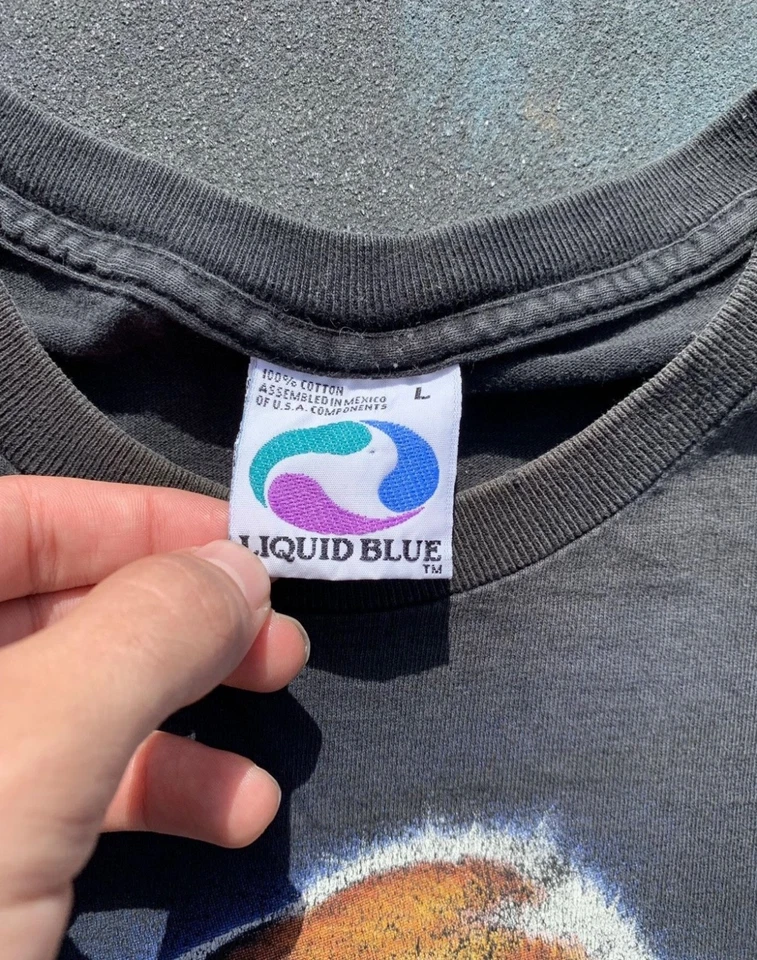 100% COTTON L
ASSEMBLED IN MEXICO
OF U.S.A. COMPONENTS
LIQUID BLUE
TM